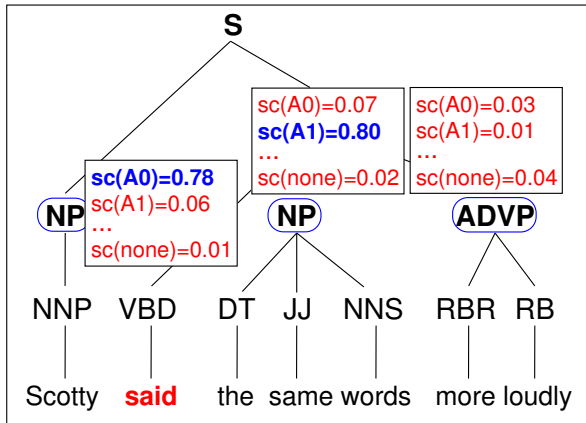 S
sc(A0)=0.07
sc(A1)=0.80
...
sc(none)=0.02
sc(A0)=0.03
sc(A1)=0.01
...
sc(none)=0.04
sc(A0)=0.78
sc(A1)=0.06
...
sc(none)=0.01
NP NP ADVP
NNP VBD DT JJ NNS RBR RB
Scotty said the same words more loudly